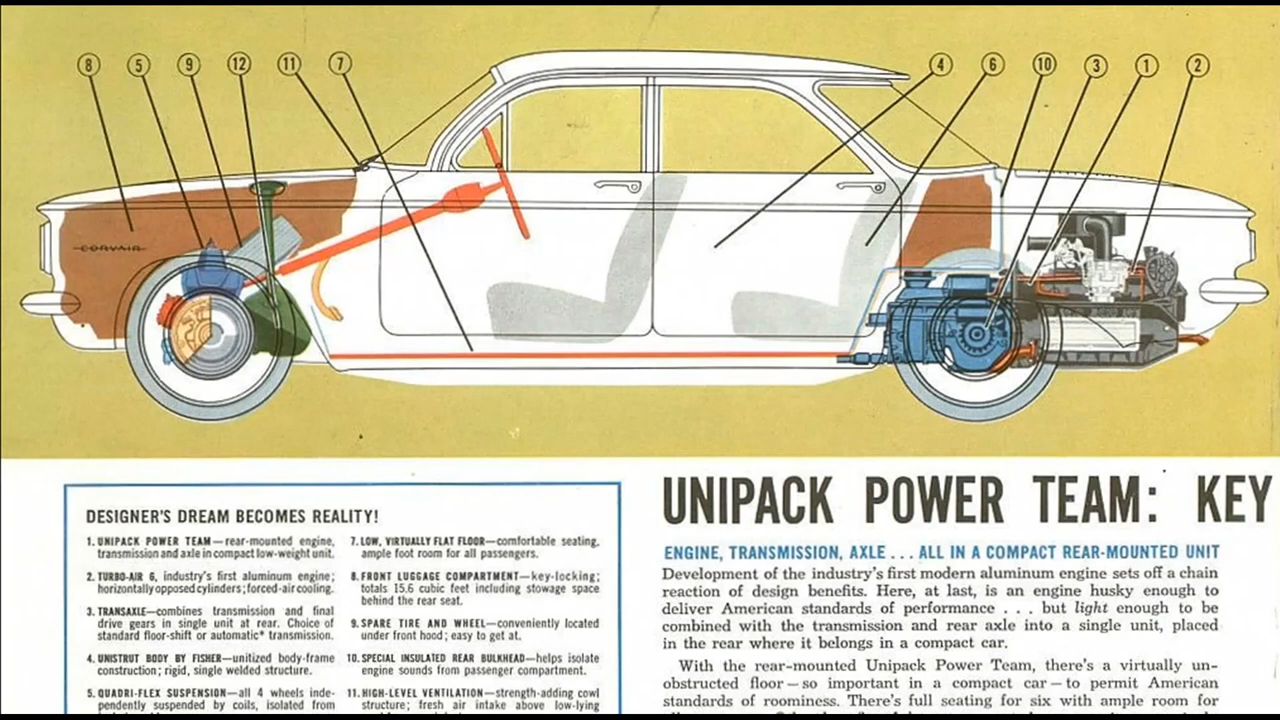 8 5 9 12 11 7 4 6 10 3 1 2
CORVAIR
DESIGNER'S DREAM BECOMES REALITY!
1. UNIPACK POWER TEAM—rear-mounted engine,
transmission and axle in compact low-weight unit.
2. TURBO-AIR 6, industry's first aluminum engine;
horizontally opposed cylinders; forced-air cooling.
3. TRANSAXLE—combines transmission and final
drive gears in single unit at rear. Choice of
standard floor-shift or automatic* transmission.
4. UNISTRUT BODY BY FISHER—unitized body-frame
construction; rigid, single welded structure.
5. QUADRI-FLEX SUSPENSION—all 4 wheels inde-
pendently suspended by coils, isolated from
7. LOW, VIRTUALLY FLAT FLOOR—comfortable seating,
ample foot room for all passengers.
8. FRONT LUGGAGE COMPARTMENT—key-locking;
totals 15.6 cubic feet including stowage space
behind the rear seat.
9. SPARE TIRE AND WHEEL—conveniently located
under front hood; easy to get at.
10. SPECIAL INSULATED REAR BULKHEAD—helps isolate
engine sounds from passenger compartment.
11. HIGH-LEVEL VENTILATION—strength-adding cowl
structure; fresh air intake above low-lying
UNIPACK POWER TEAM: KEY
ENGINE, TRANSMISSION, AXLE . . . ALL IN A COMPACT REAR-MOUNTED UNIT
Development of the industry's first modern aluminum engine sets off a chain
reaction of design benefits. Here, at last, is an engine husky enough to
deliver American standards of performance . . . but light enough to be
combined with the transmission and rear axle into a single unit, placed
in the rear where it belongs in a compact car.
With the rear-mounted Unipack Power Team, there's a virtually un-
obstructed floor—so important in a compact car—to permit American
standards of roominess. There's full seating for six with ample room for